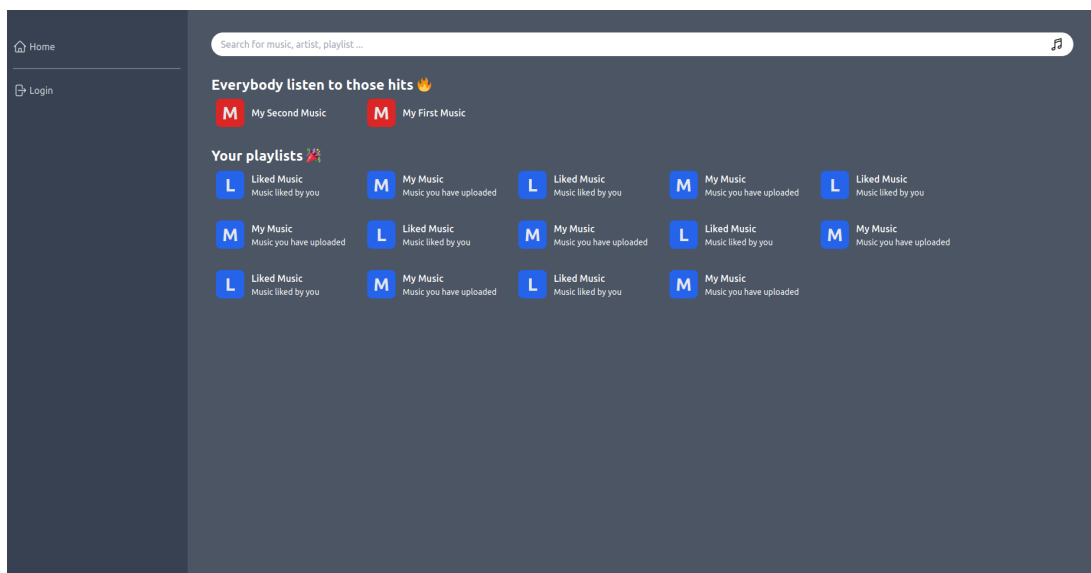 Home
Login
Search for music, artist, playlist ...
Everybody listen to those hits 🔥
M My Second Music M My First Music
Your playlists 🎉
L Liked Music M My Music L Liked Music M My Music L Liked Music
Music liked by you Music you have uploaded Music liked by you Music you have uploaded Music liked by you
M My Music L Liked Music M My Music L Liked Music M My Music
Music you have uploaded Music liked by you Music you have uploaded Music liked by you Music you have uploaded
L Liked Music M My Music L Liked Music M My Music
Music liked by you Music you have uploaded Music liked by you Music you have uploaded